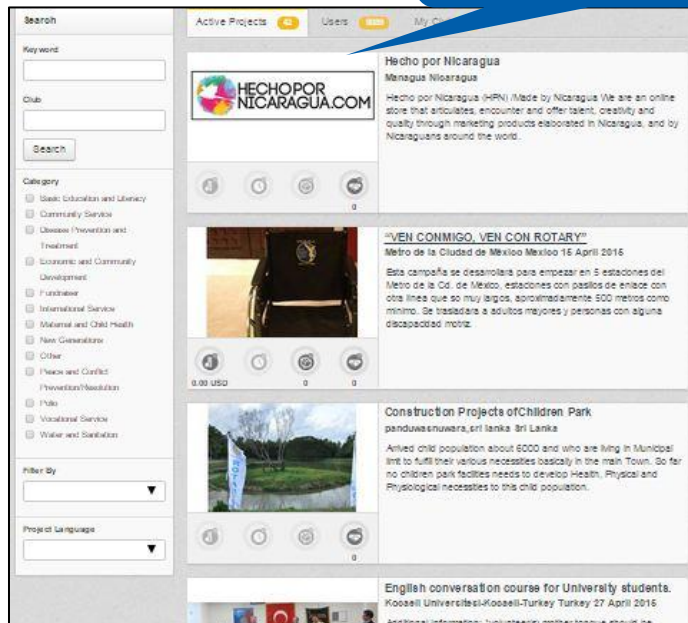 Search
Keyword
Club
Search
Category
Basic Education and Literacy
Community Service
Disease Prevention and
Treatment
Economic and Community
Development
Fundraiser
International Service
Maternal and Child Health
New Generations
Other
Peace and Conflict
Prevention/Resolution
Polio
Vocational Service
Water and Sanitation
Filter By
Project Language
Active Projects
Users
My
HECHOPOR
NICARAGUA.COM
0
Hecho por Nicaragua
Managua Nicaragua
Hecho por Nicaragua (HPN) /Made by Nicaragua We are an online
store that articulates, encounter and offer talent, creativity and
quality through marketing products elaborated in Nicaragua, and by
Nicaraguans around the world.
0.00 USD
0
0
"VEN CONMIGO, VEN CON ROTARY"
Metro de la Ciudad de México Mexico 15 April 2015
Esta campaña se desarrollará para empezar en 5 estaciones del
Metro de la Cd. de México, estaciones con pasillos de enlace con
otra línea que so muy largos, aproximadamente 500 metros como
mínimo. Se trasladara a adultos mayores y personas con alguna
discapacidad motriz.
0
Construction Projects ofChildren Park
panduwasnuwara,sri lanka Sri Lanka
Arrived child population about 6000 and who are living in Municipal
limit to fulfil their various necessities basically in the main Town. So far
no children park facilities needs to develop Health, Physical and
Physiological necessities to this child population.
English conversation course for University students.
Kocaeli Universitesi-Kocaeli-Turkey Turkey 27 April 2015